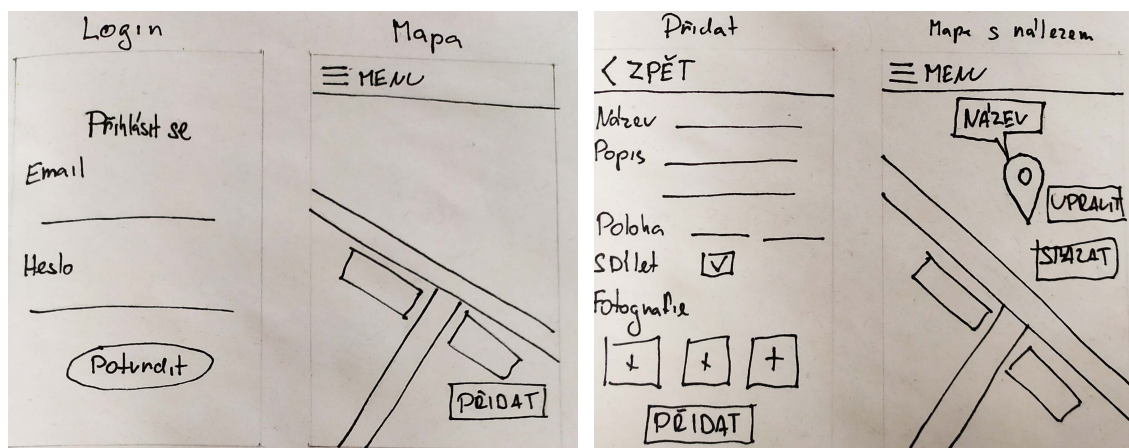 Login
Přihlásit se
Email
Heslo
Potvrdit
Mapa
MENU
PŘIDAT
Přidat
< ZPĚT
Název
Popis
Poloha
SDílet
Fotografie
+ + +
PŘIDAT
Mapa s nálezem
MENU
NÁZEV
UPRAVIT
SMAZAT